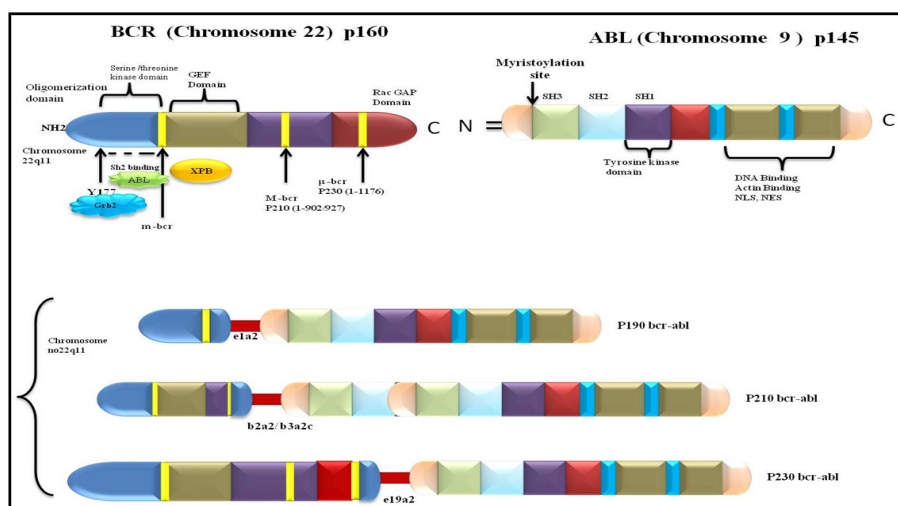 BCR (Chromosome 22) p160
Serine /threonine
kinase domain
Oligomerization
domain
GEF
Domain
Rac GAP
Domain
NH2
C
Chromosome
22q11
Sh2 binding
ABL
XPB
Y177
Grb2
m-bcr
M-bcr
P210 (1-902/927)
µ-bcr
P230 (1-1176)
ABL (Chromosome 9 ) p145
Myristoylation
site
SH3
SH2
SH1
N
C
Tyrosine kinase
domain
DNA Binding
Actin Binding
NLS, NES
Chromosome
no22q11
e1a2
P190 bcr-abl
b2a2/b3a2c
P210 bcr-abl
e19a2
P230 bcr-abl